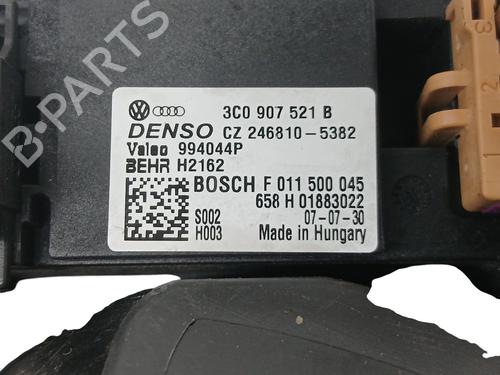 3C0 907 521 B
DENSO CZ 246810-5382
Valeo 994044P
BEHR H2162
BOSCH F 011 500 045
658 H 01883022
S002 07-07-30
H003 Made in Hungary
B-PARTS